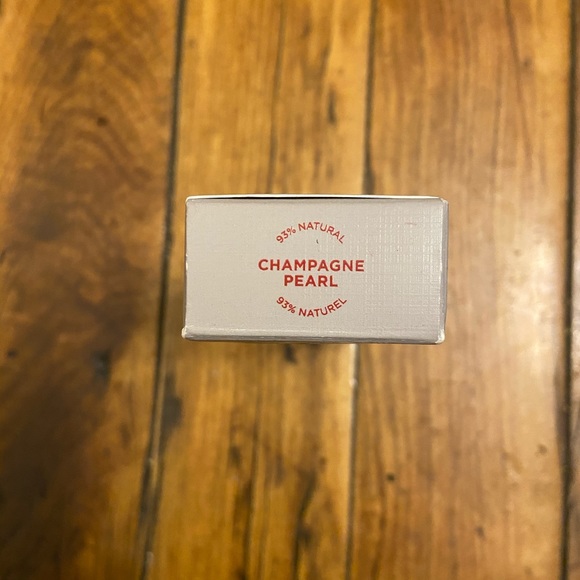 93% NATURAL
CHAMPAGNE
PEARL
93% NATUREL